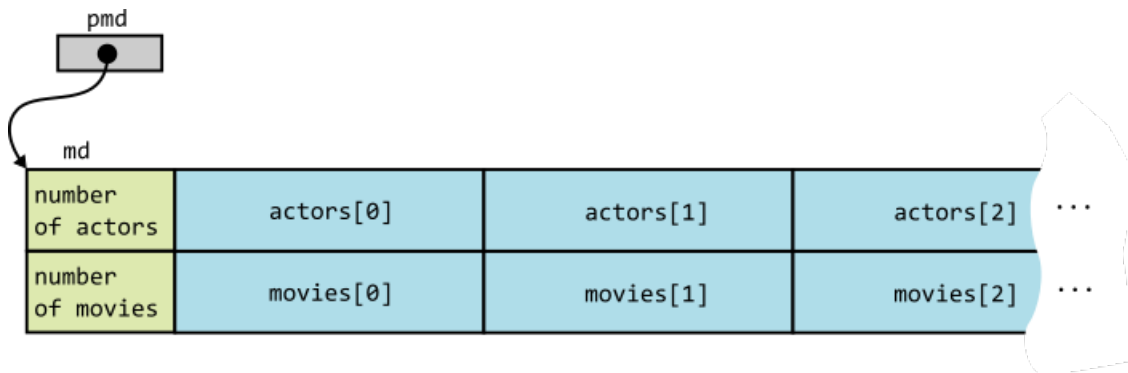 pmd
md
number
of actors
actors[0]
actors[1]
actors[2]
...
number
of movies
movies[0]
movies[1]
movies[2]
...